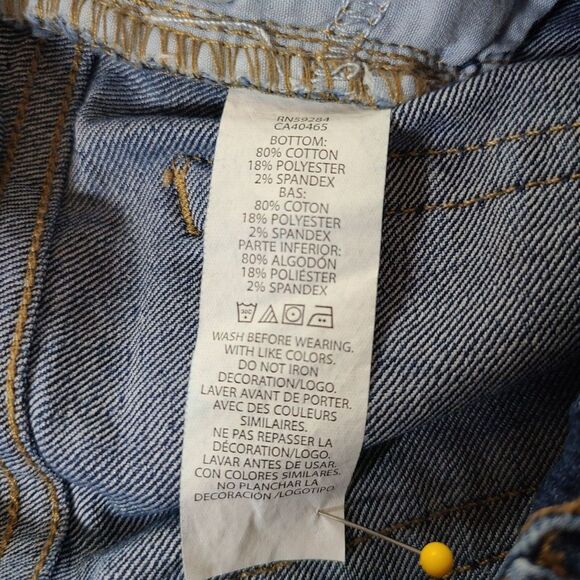 RN59284
CA40465
BOTTOM:
80% COTTON
18% POLYESTER
2% SPANDEX
BAS:
80% COTON
18% POLYESTER
2% SPANDEX
PARTE INFERIOR:
80% ALGODÓN
18% POLIÉSTER
2% SPANDEX
30C
WASH BEFORE WEARING.
WITH LIKE COLORS.
DO NOT IRON
DECORATION/LOGO.
LAVER AVANT DE PORTER.
AVEC DES COULEURS
SIMILAIRES.
NE PAS REPASSER LA
DÉCORATION/LOGO.
LAVAR ANTES DE USAR.
CON COLORES SIMILARES.
NO PLANCHAR LA
DECORACIÓN /LOGOTIPO.